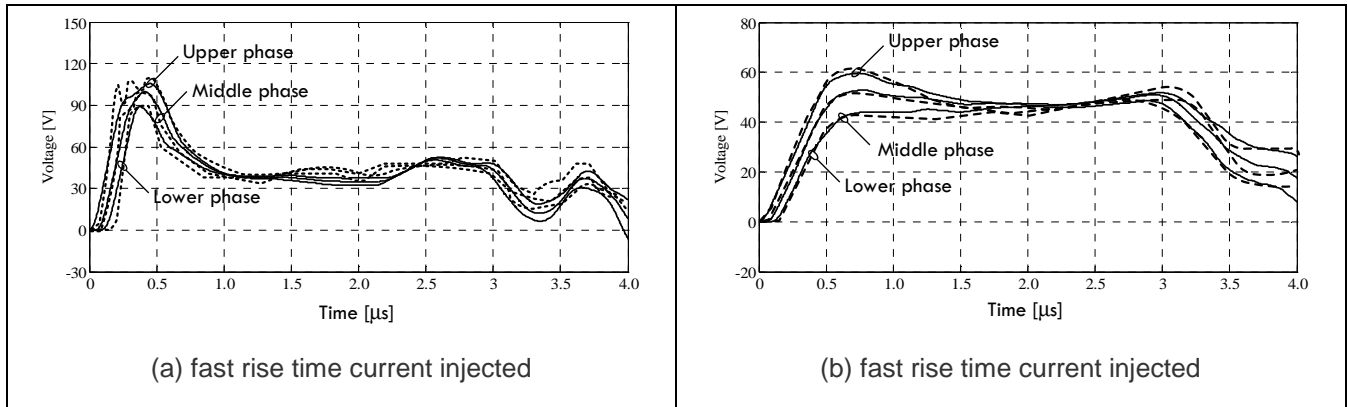 150
120
90
60
30
0
-30
Voltage [V]
Upper phase
Middle phase
Lower phase
0 0.5 1.0 1.5 2.0 2.5 3.0 3.5 4.0
Time [μs]
(a) fast rise time current injected
80
60
40
20
0
-20
Voltage [V]
Upper phase
Middle phase
Lower phase
0 0.5 1 1.5 2 2.5 3 3.5 4.0
Time [μs]
(b) fast rise time current injected